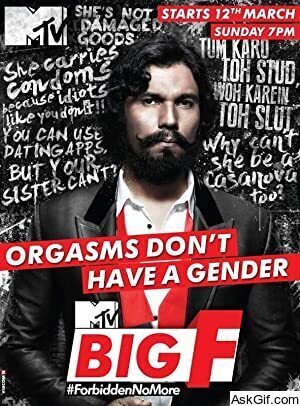 MTV
STARTS 12TH MARCH
SUNDAY 7PM
SHE'S NOT
DAMAGED
GOODS
She carries
condoms
because idiots
like you don't!!
YOU CAN USE
DATING APPS,
BUT YOUR
SISTER CAN'T?
TUM KARO
TOH STUD
WOH KAREIN
TOH SLUT
Why can't
she be a
casanova
too?
ORGASMS DON'T
HAVE A GENDER
MTV
BIG F
#ForbiddenNoMore
AskGif.com